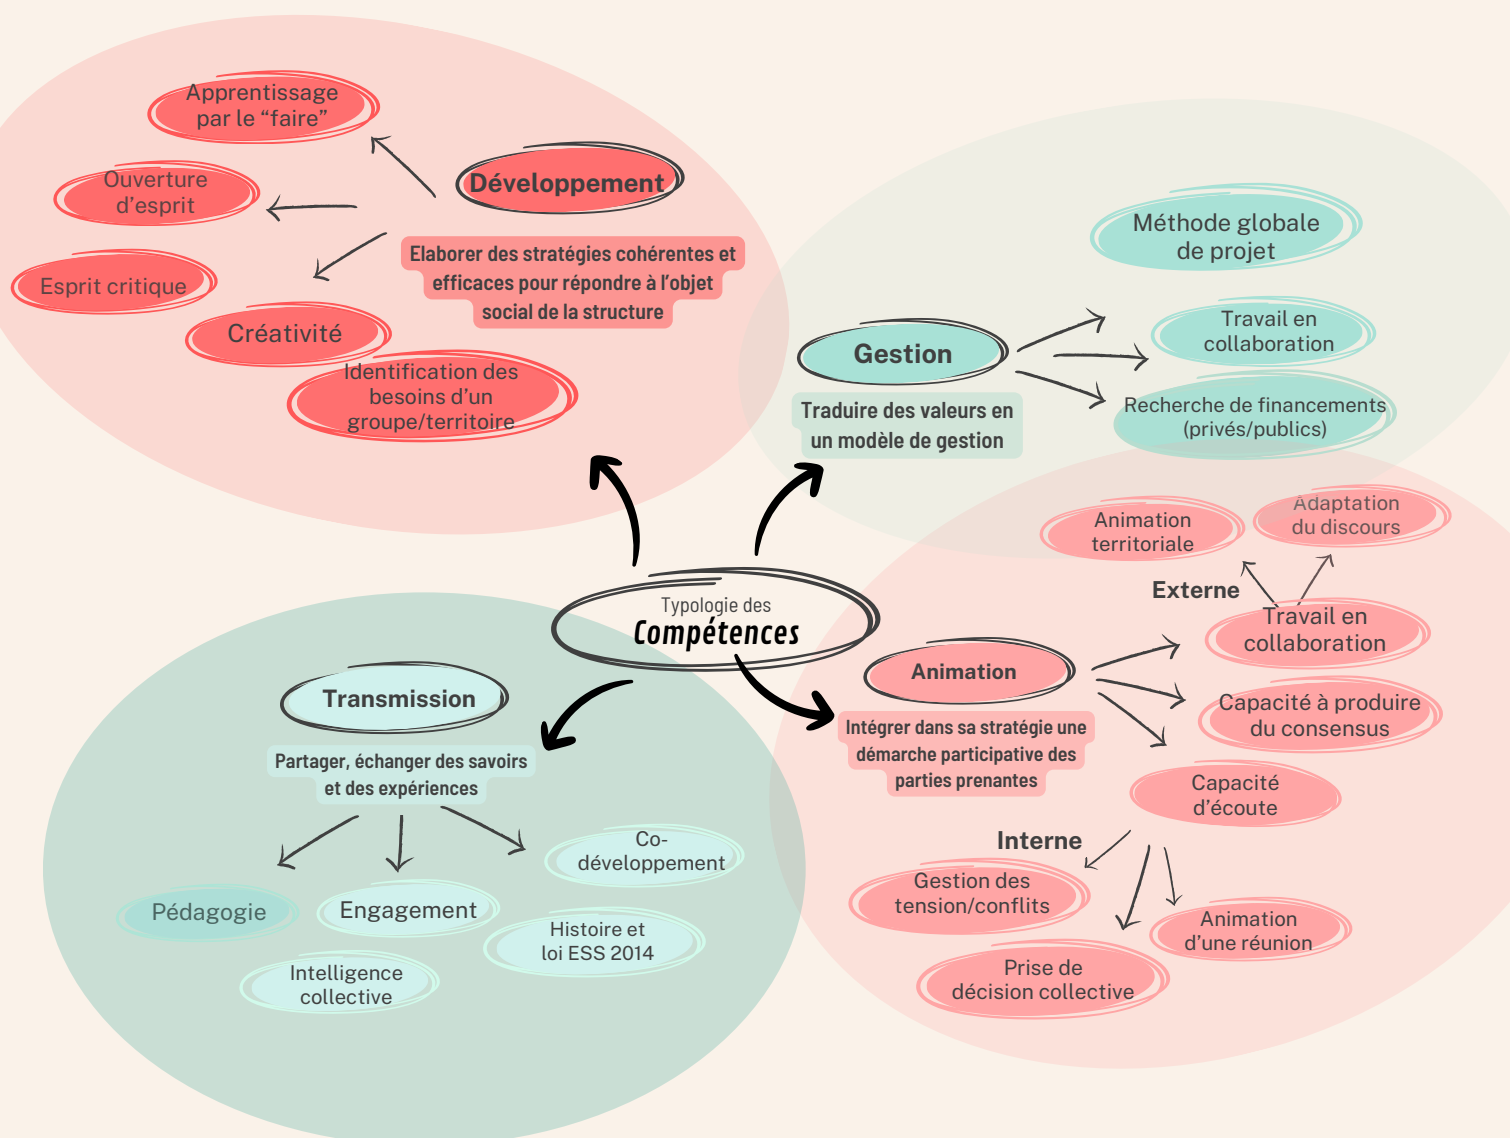 Apprentissage
par le “faire”
Ouverture
d’esprit
Esprit critique
Créativité
Identification des
besoins d’un
groupe/territoire
Développement
Elaborer des stratégies cohérentes et
efficaces pour répondre à l’objet
social de la structure
Gestion
Traduire des valeurs en
un modèle de gestion
Méthode globale
de projet
Travail en
collaboration
Recherche de financements
(privés/publics)
Typologie des
Compétences
Animation
Intégrer dans sa stratégie une
démarche participative des
parties prenantes
Animation
territoriale
Adaptation
du discours
Externe
Travail en
collaboration
Capacité à produire
du consensus
Capacité
d’écoute
Interne
Gestion des
tension/conflits
Animation
d’une réunion
Prise de
décision collective
Transmission
Partager, échanger des savoirs
et des expériences
Co-
développement
Pédagogie
Engagement
Histoire et
loi ESS 2014
Intelligence
collective